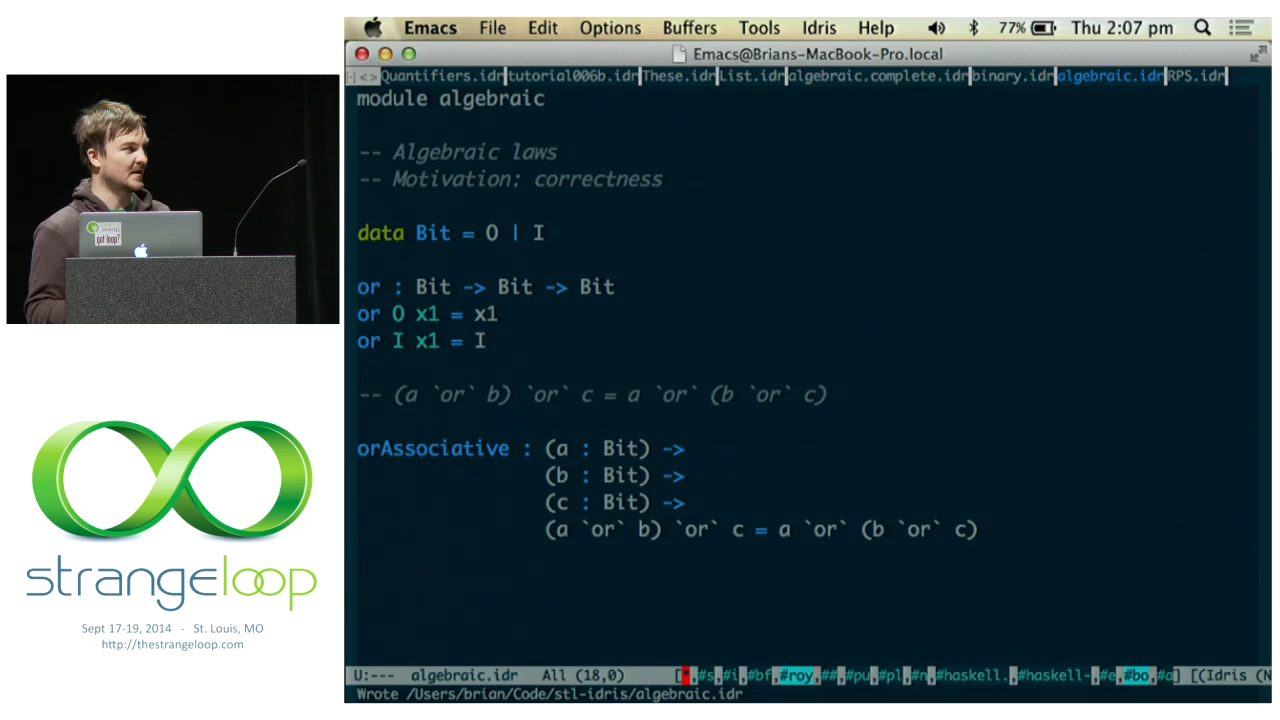 Emacs File Edit Options Buffers Tools Idris Help 77% Thu 2:07 pm
Emacs@Brians-MacBook-Pro.local
[-] < > Quantifiers.idr tutorial006b.idr These.idr List.idr algebraic.complete.idr binary.idr algebraic.idr RPS.idr
module algebraic
-- Algebraic laws
-- Motivation: correctness
data Bit = O | I
or : Bit -> Bit -> Bit
or O x1 = x1
or I x1 = I
-- (a `or` b) `or` c = a `or` (b `or` c)
orAssociative : (a : Bit) ->
(b : Bit) ->
(c : Bit) ->
(a `or` b) `or` c = a `or` (b `or` c)
U:--- algebraic.idr All (18,0) [*,#s,#i,#bf,#roy,##,#pu,#pl,#n,#haskell.,#haskell-,#e,#bo,#a] [(Idris (N
Wrote /Users/brian/Code/stl-idris/algebraic.idr
got loop?
strangeloop
Sept 17-19, 2014 - St. Louis, MO
http://thestrangeloop.com